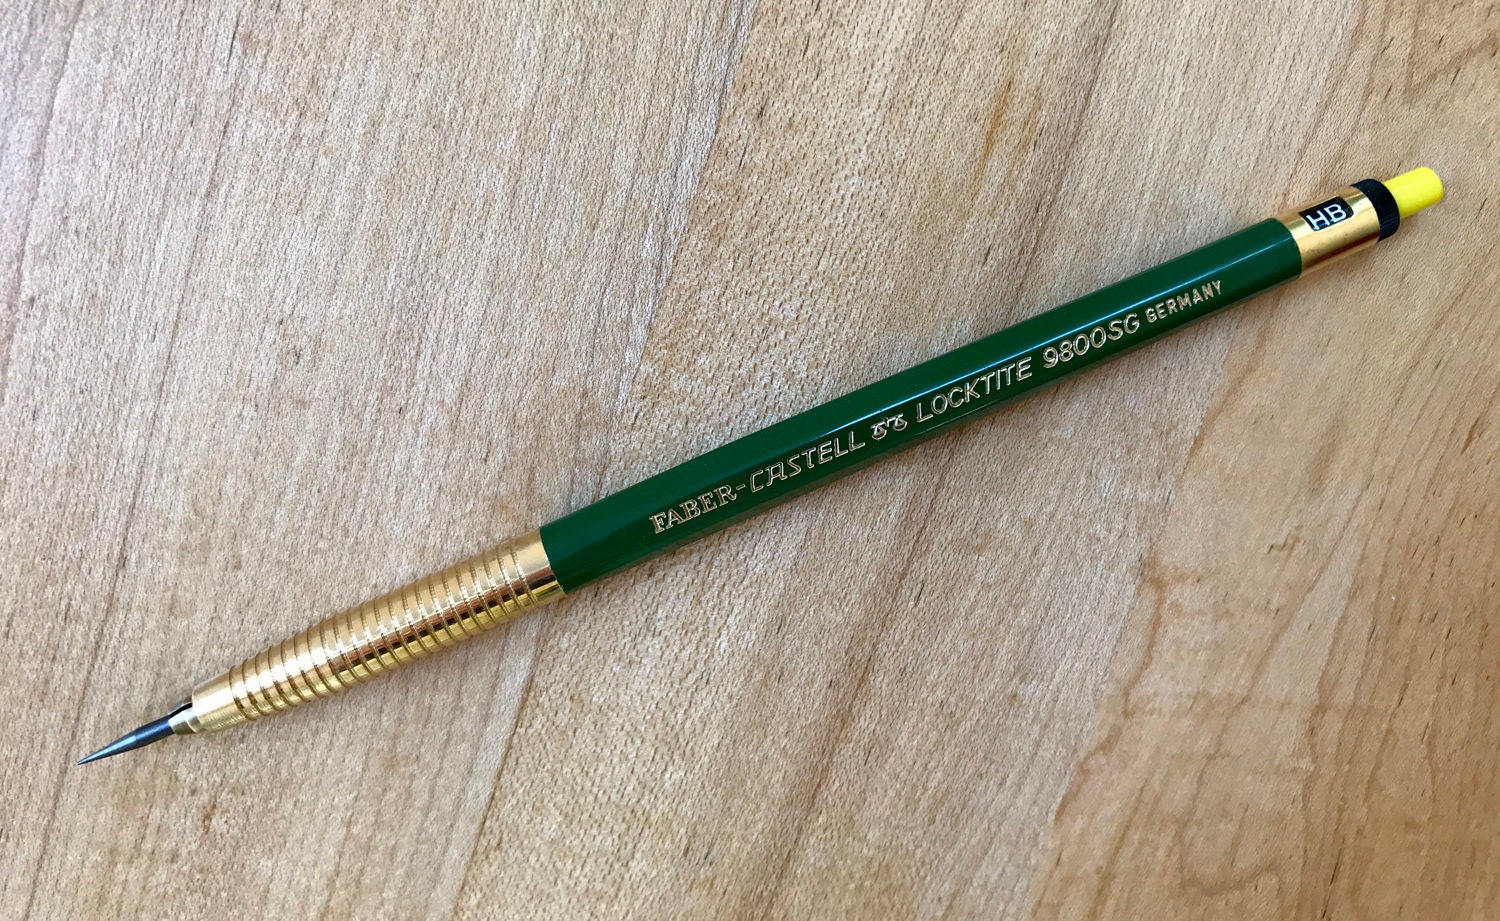 FABER-CASTELL LOCKTITE 9800SG GERMANY
HB